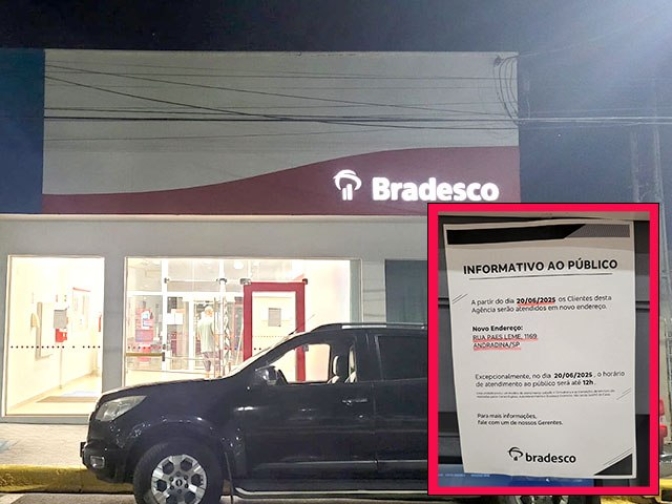 Bradesco
INFORMATIVO AO PÚBLICO
A partir do dia 20/06/2025 os Clientes desta
Agência serão atendidos em novo endereço.
Novo Endereço:
RUA PAES LEME, 1169
ANDRADINA/SP
Excepcionalmente, no dia 20/06/2025, o horário
de atendimento ao público será até 12h.
Para mais informações,
fale com um de nossos Gerentes.
bradesco